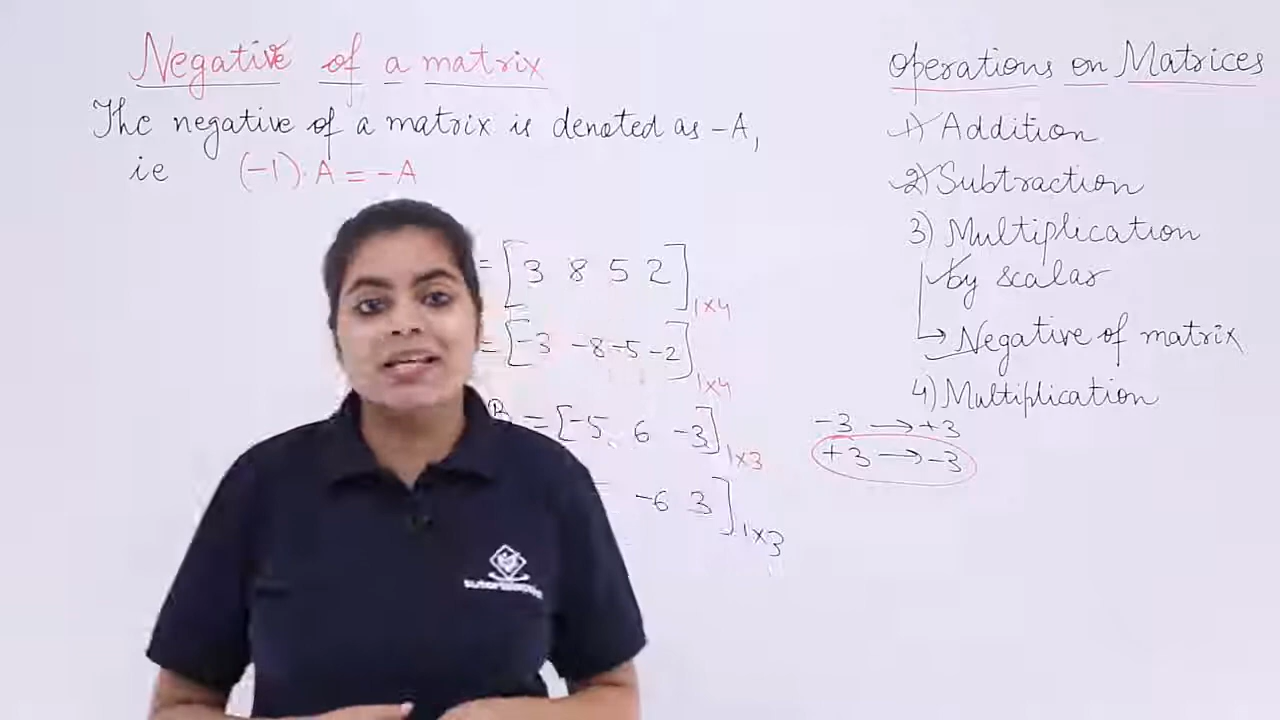 Negative of a matrix
The negative of a matrix is denoted as -A,
ie (-1)·A = -A
= [3 8 5 2] 1x4
= [-3 -8 -5 -2] 1x4
B = [-5 6 -3] 1x3
= -6 3] 1x3
operations on Matrices
1) Addition
2) Subtraction
3) Multiplication
by scalar
→ Negative of matrix
4) Multiplication
-3 → +3
+3 → -3